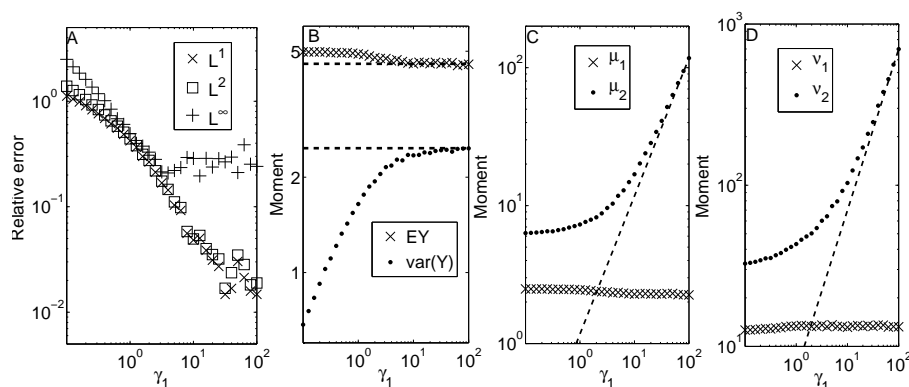 A
× L¹
□ L²
+ L^∞
Relative error
10⁰
10⁻¹
10⁻²
10⁰
10¹
10²
γ₁
B
5
2
1
Moment
× EY
• var(Y)
10⁰
10¹
10²
γ₁
C
× μ₁
• μ₂
Moment
10²
10¹
10⁰
10⁰
10¹
10²
γ₁
D
× ν₁
• ν₂
Moment
10³
10²
10¹
10⁰
10¹
10²
γ₁